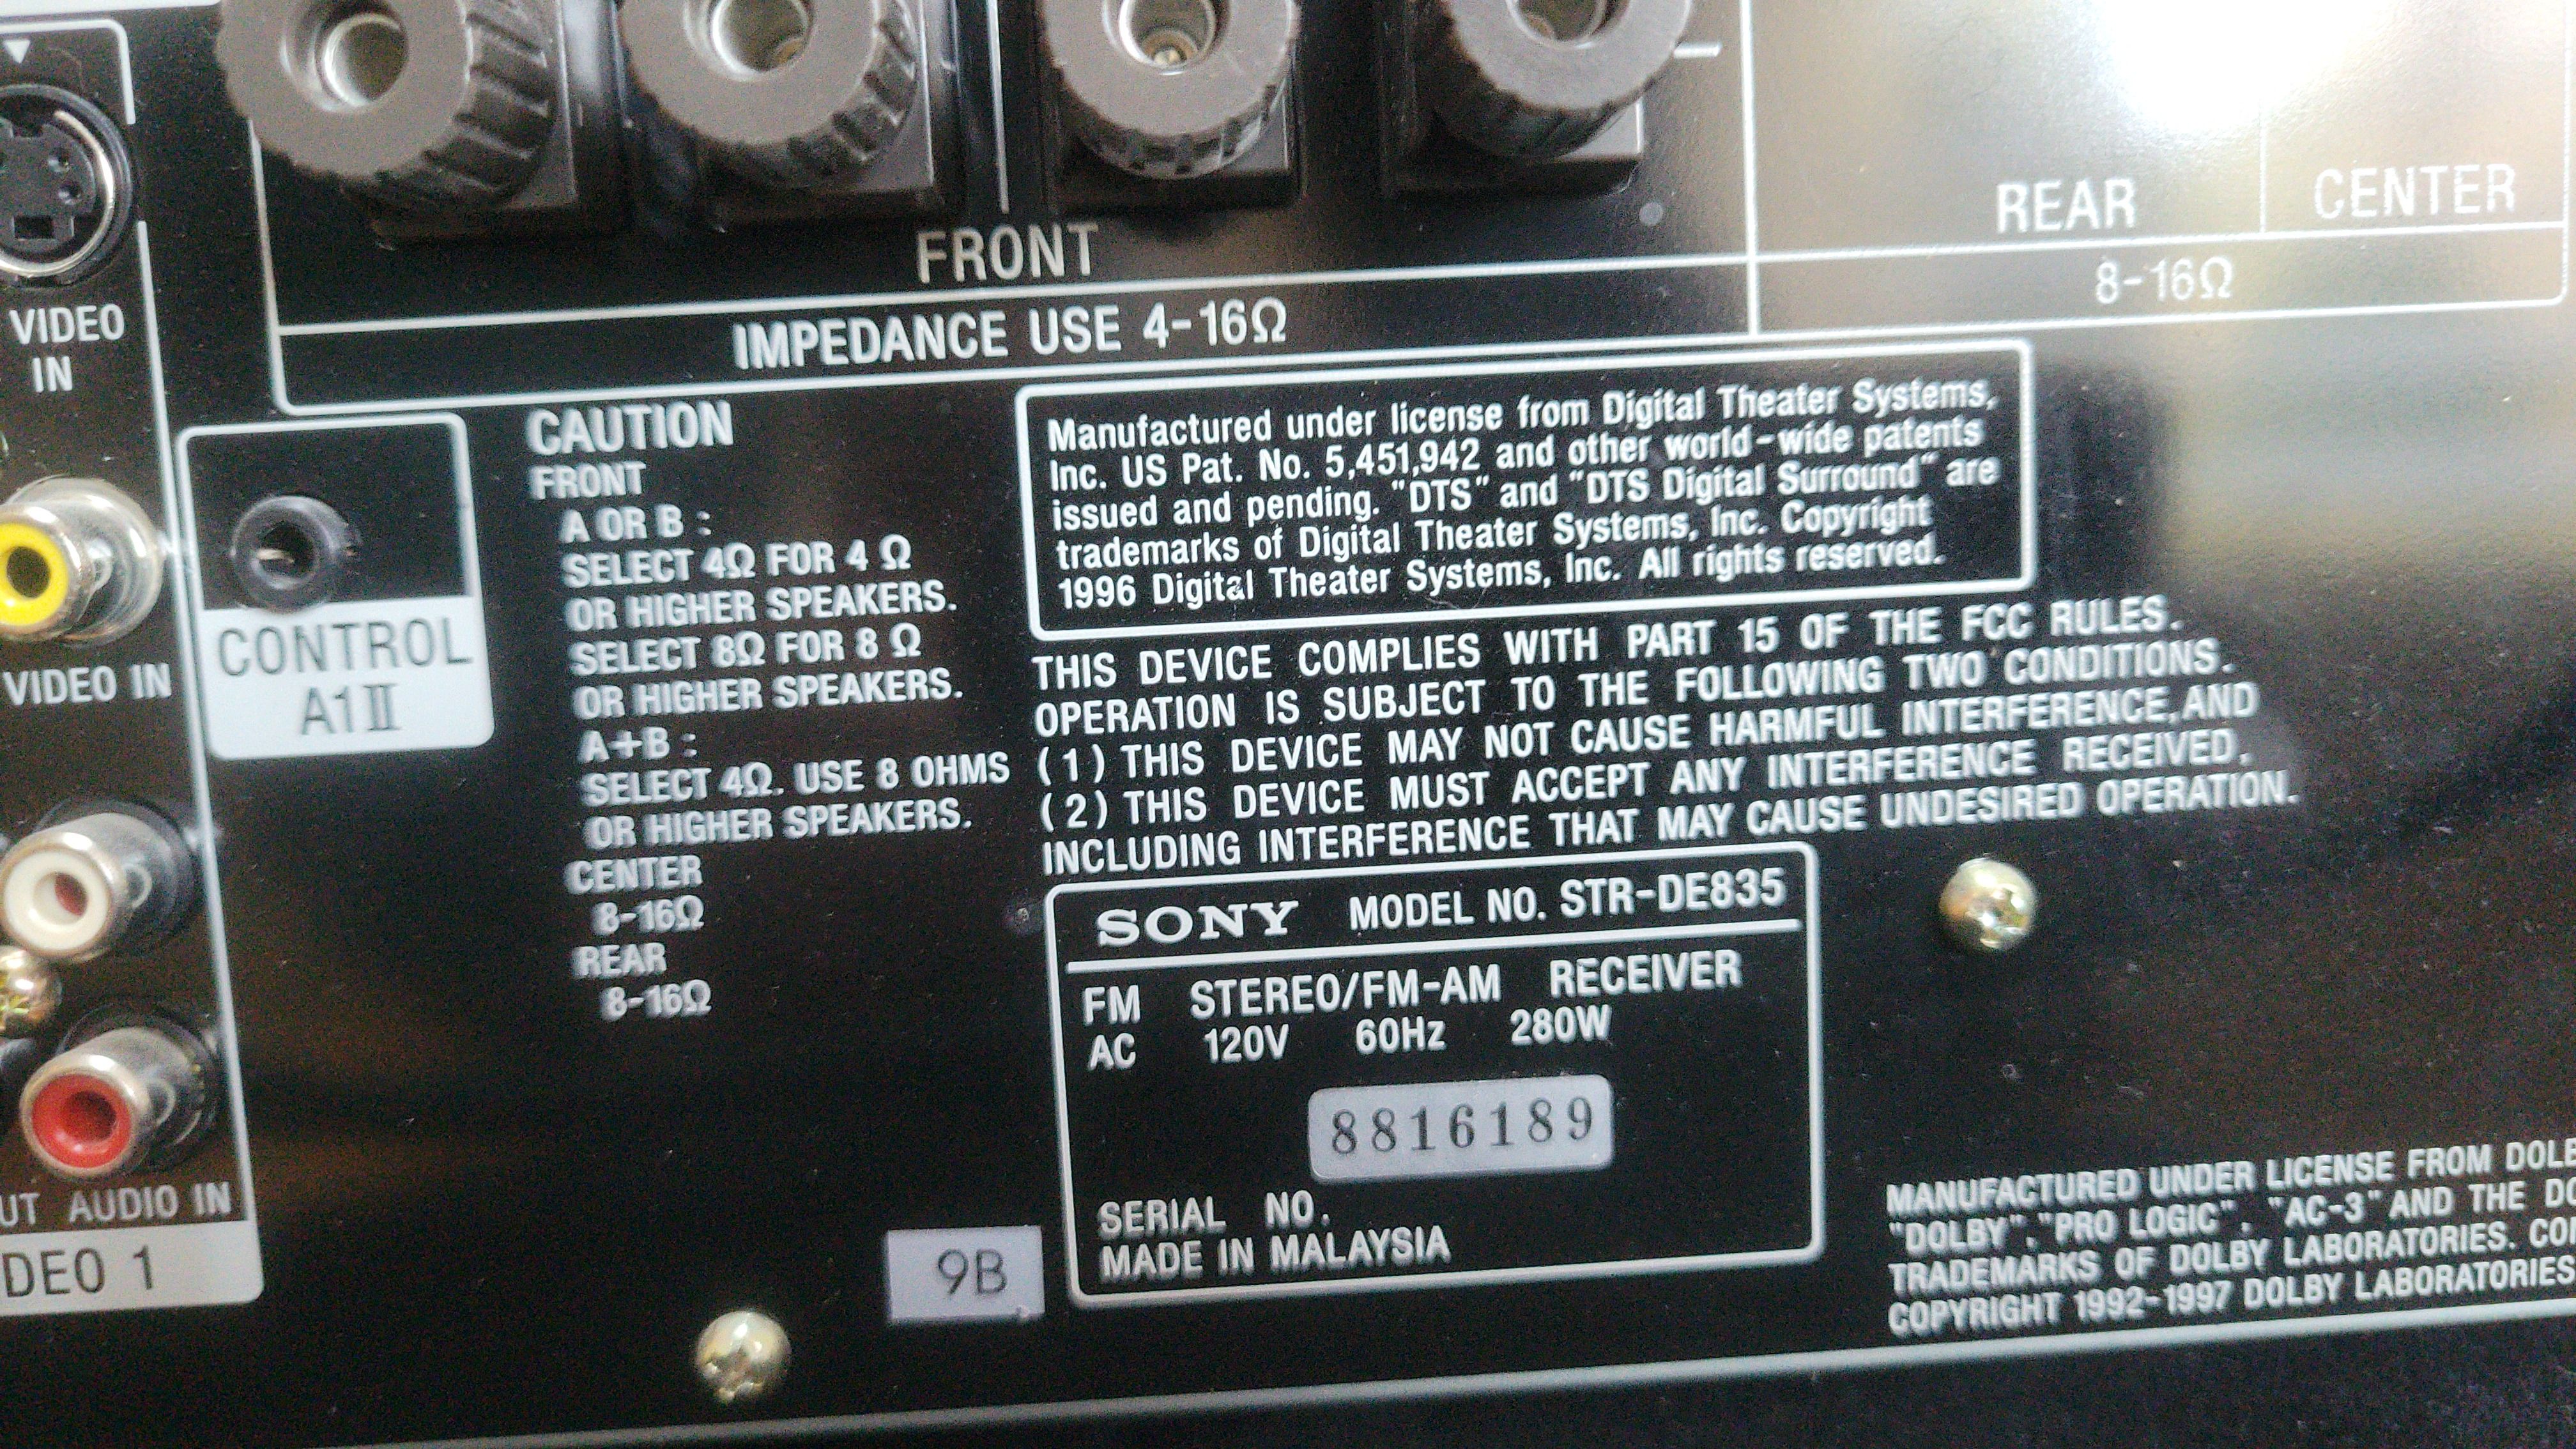 FRONT
IMPEDANCE USE 4-16Ω
REAR
CENTER
8-16Ω
VIDEO
IN
VIDEO IN
CONTROL
A1II
AUDIO IN
1
CAUTION
FRONT
A OR B :
SELECT 4Ω FOR 4 Ω
OR HIGHER SPEAKERS.
SELECT 8Ω FOR 8 Ω
OR HIGHER SPEAKERS.
A+B :
SELECT 4Ω. USE 8 OHMS
OR HIGHER SPEAKERS.
CENTER
8-16Ω
REAR
8-16Ω
Manufactured under license from Digital Theater Systems,
Inc. US Pat. No. 5,451,942 and other world-wide patents
issued and pending. "DTS" and "DTS Digital Surround" are
trademarks of Digital Theater Systems, Inc. Copyright
1996 Digital Theater Systems, Inc. All rights reserved.
THIS DEVICE COMPLIES WITH PART 15 OF THE FCC RULES.
OPERATION IS SUBJECT TO THE FOLLOWING TWO CONDITIONS.
(1) THIS DEVICE MAY NOT CAUSE HARMFUL INTERFERENCE,AND
(2) THIS DEVICE MUST ACCEPT ANY INTERFERENCE RECEIVED,
INCLUDING INTERFERENCE THAT MAY CAUSE UNDESIRED OPERATION.
SONY MODEL NO. STR-DE835
FM STEREO/FM-AM RECEIVER
AC 120V 60Hz 280W
8816189
SERIAL NO.
MADE IN MALAYSIA
9B
MANUFACTURED UNDER LICENSE FROM
"DOLBY", "PRO LOGIC", "AC-3" AND THE
TRADEMARKS OF DOLBY LABORATORIES.
COPYRIGHT 1992-1997 DOLBY LABORATORIES